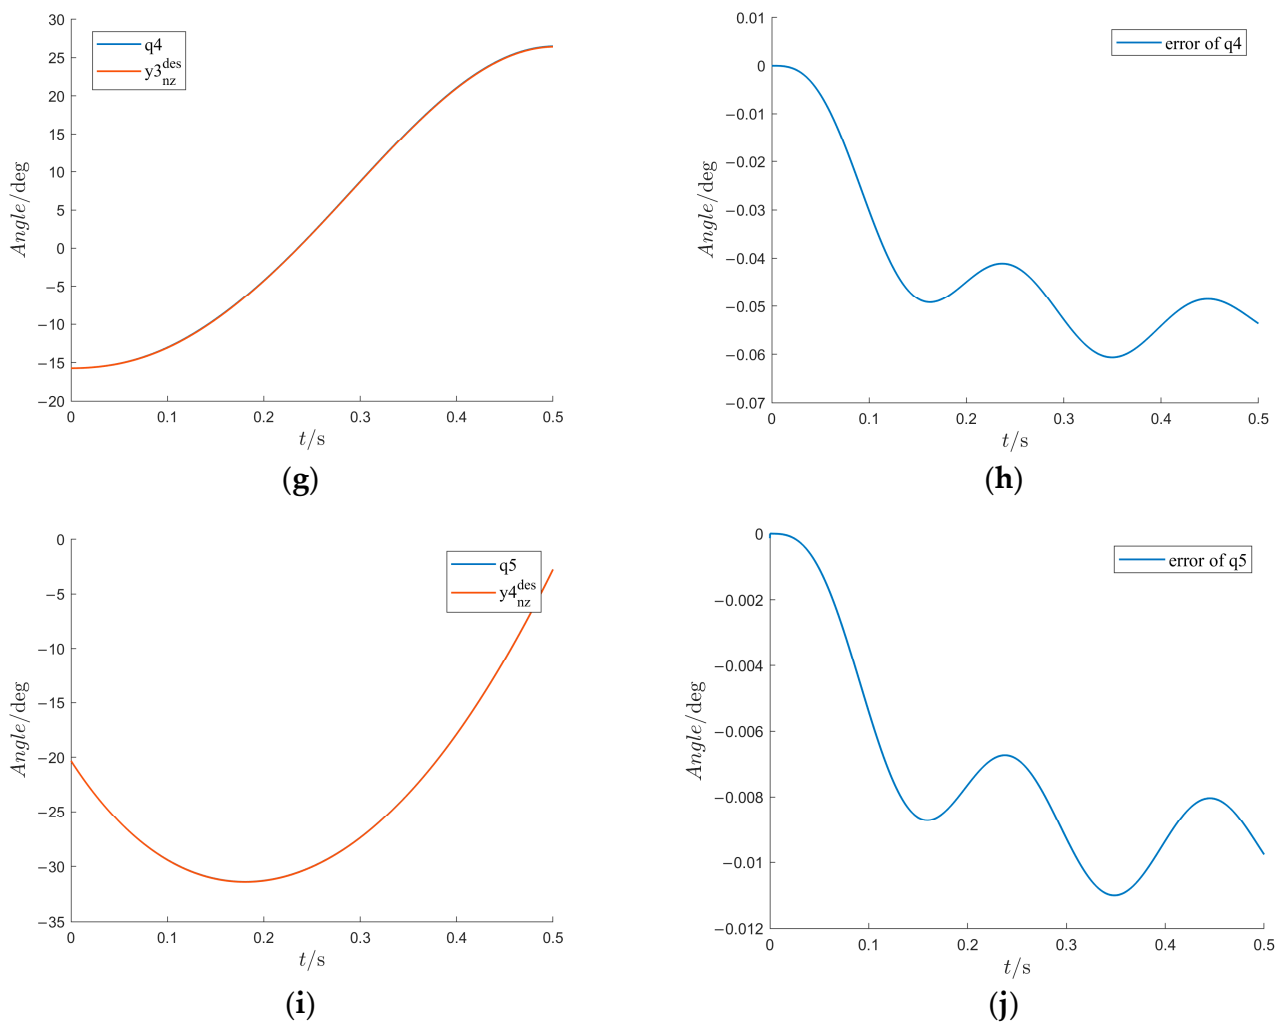 30
25
20
15
10
5
0
−5
−10
−15
−20
0 0.1 0.2 0.3 0.4 0.5
Angle/deg
t/s
q4
y3^des_nz
(g)
0.01
0
−0.01
−0.02
−0.03
−0.04
−0.05
−0.06
−0.07
0 0.1 0.2 0.3 0.4 0.5
Angle/deg
t/s
error of q4
(h)
0
−5
−10
−15
−20
−25
−30
−35
0 0.1 0.2 0.3 0.4 0.5
Angle/deg
t/s
q5
y4^des_nz
(i)
0
−0.002
−0.004
−0.006
−0.008
−0.01
−0.012
0 0.1 0.2 0.3 0.4 0.5
Angle/deg
t/s
error of q5
(j)